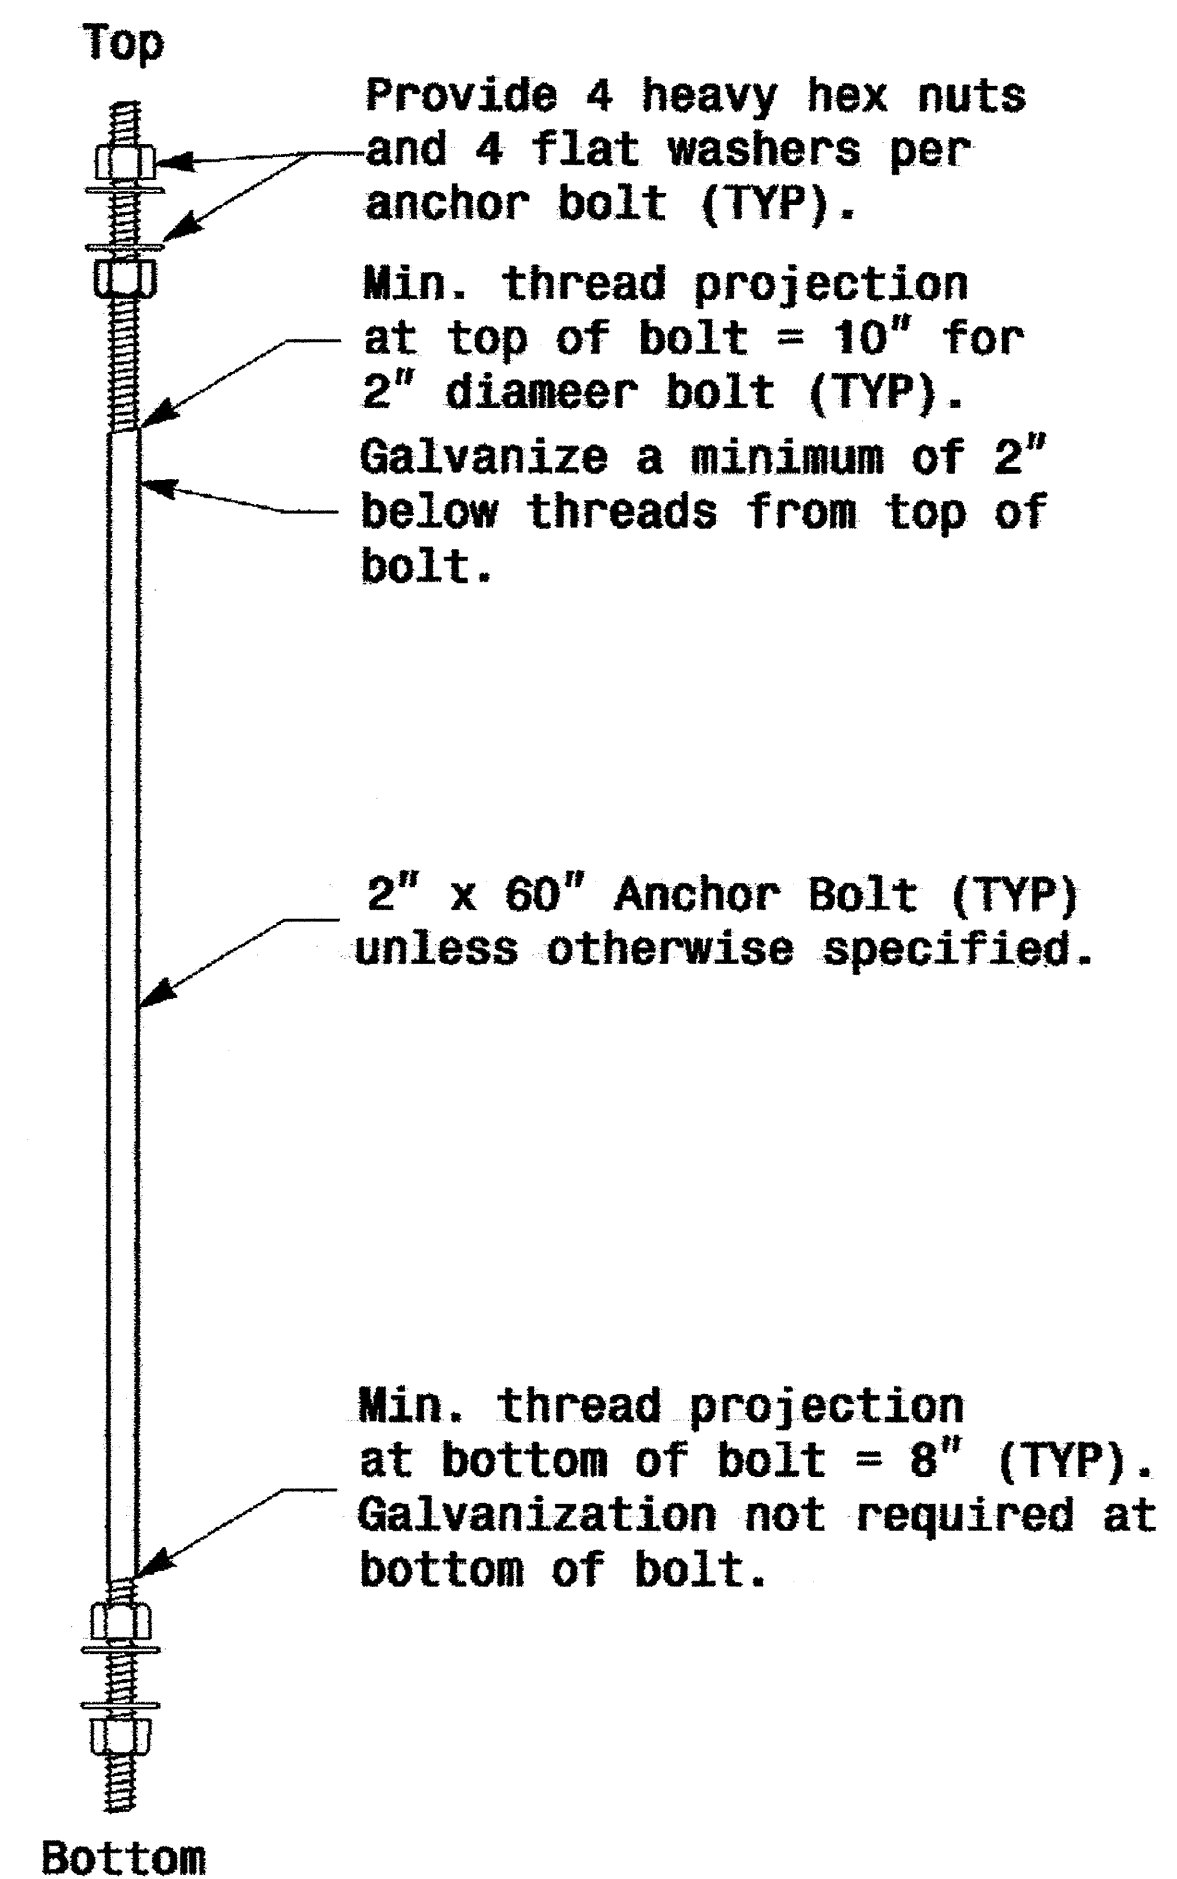 Top
Provide 4 heavy hex nuts
and 4 flat washers per
anchor bolt (TYP).
Min. thread projection
at top of bolt = 10" for
2" diameer bolt (TYP).
Galvanize a minimum of 2"
below threads from top of
bolt.
2" x 60" Anchor Bolt (TYP)
unless otherwise specified.
Min. thread projection
at bottom of bolt = 8" (TYP).
Galvanization not required at
bottom of bolt.
Bottom